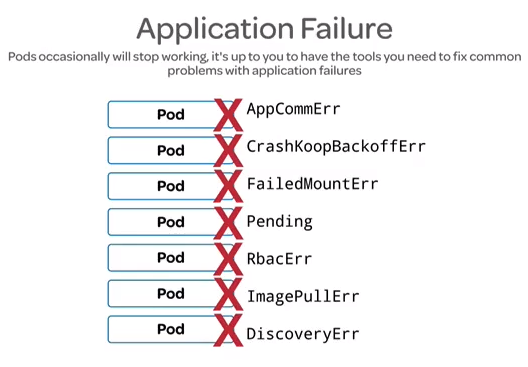 Application Failure
Pods occasionally will stop working, it's up to you to have the tools you need to fix common
problems with application failures
Pod AppCommErr
Pod CrashKoopBackoffErr
Pod FailedMountErr
Pod Pending
Pod RbacErr
Pod ImagePullErr
Pod DiscoveryErr